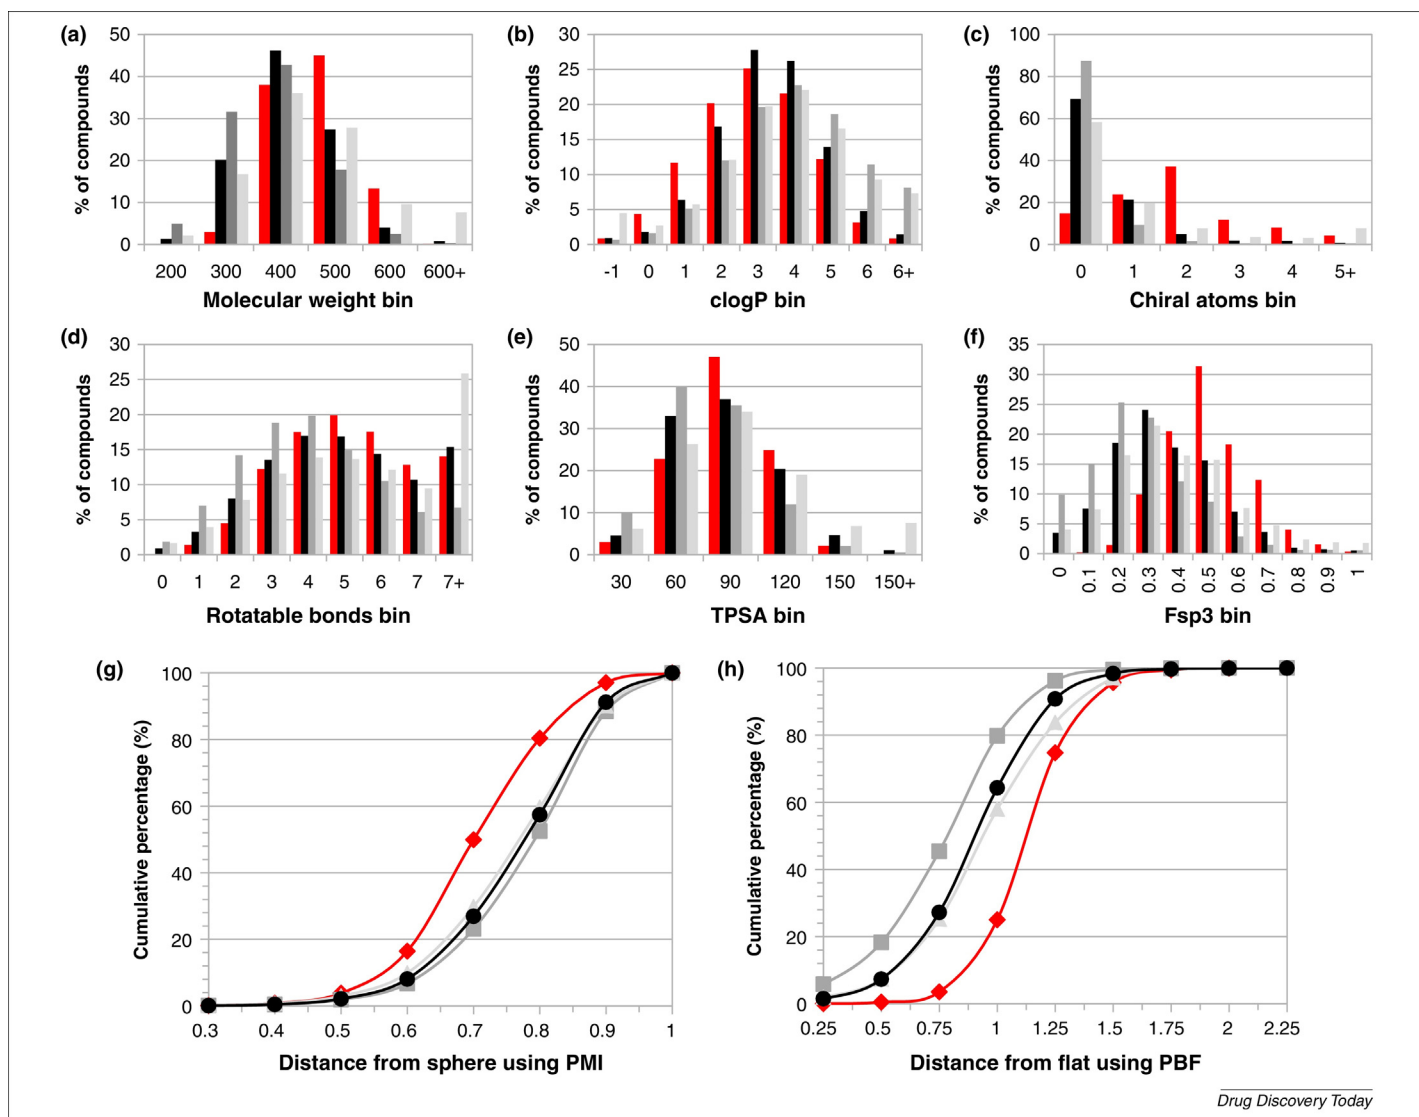 (a)
% of compounds
50
40
30
20
10
0
200 300 400 500 600 600+
Molecular weight bin
(b)
% of compounds
30
25
20
15
10
5
0
-1 0 1 2 3 4 5 6 6+
clogP bin
(c)
% of compounds
100
80
60
40
20
0
0 1 2 3 4 5+
Chiral atoms bin
(d)
% of compounds
30
25
20
15
10
5
0
0 1 2 3 4 5 6 7 7+
Rotatable bonds bin
(e)
% of compounds
50
40
30
20
10
0
30 60 90 120 150 150+
TPSA bin
(f)
% of compounds
35
30
25
20
15
10
5
0
0 0.1 0.2 0.3 0.4 0.5 0.6 0.7 0.8 0.9 1
Fsp3 bin
(g)
Cumulative percentage (%)
100
80
60
40
20
0
0.3 0.4 0.5 0.6 0.7 0.8 0.9 1
Distance from sphere using PMI
(h)
Cumulative percentage (%)
100
80
60
40
20
0
0.25 0.5 0.75 1 1.25 1.5 1.75 2 2.25
Distance from flat using PBF
Drug Discovery Today